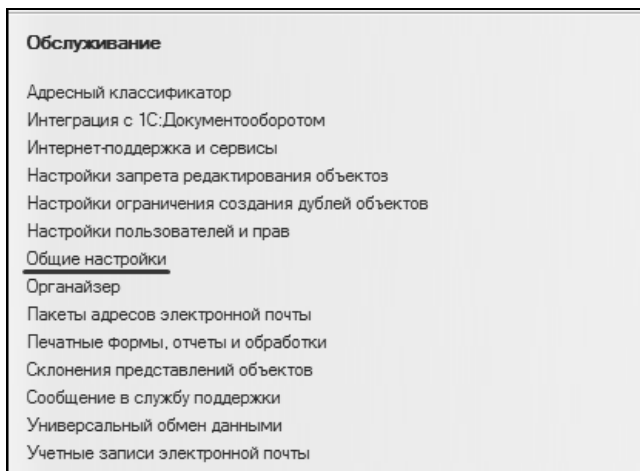 Обслуживание
Адресный классификатор
Интеграция с 1С:Документооборотом
Интернет-поддержка и сервисы
Настройки запрета редактирования объектов
Настройки ограничения создания дублей объектов
Настройки пользователей и прав
Общие настройки
Органайзер
Пакеты адресов электронной почты
Печатные формы, отчеты и обработки
Склонения представлений объектов
Сообщение в службу поддержки
Универсальный обмен данными
Учетные записи электронной почты